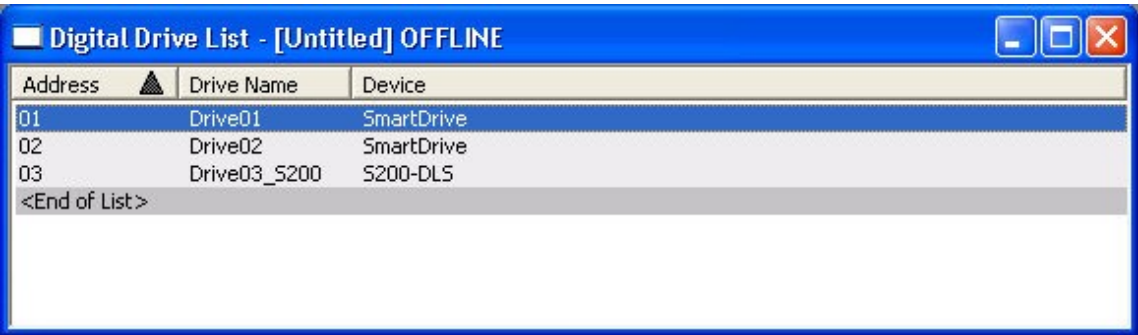 Digital Drive List - [Untitled] OFFLINE
Address Drive Name Device
01 Drive01 SmartDrive
02 Drive02 SmartDrive
03 Drive03_S200 S200-DLS
<End of List>